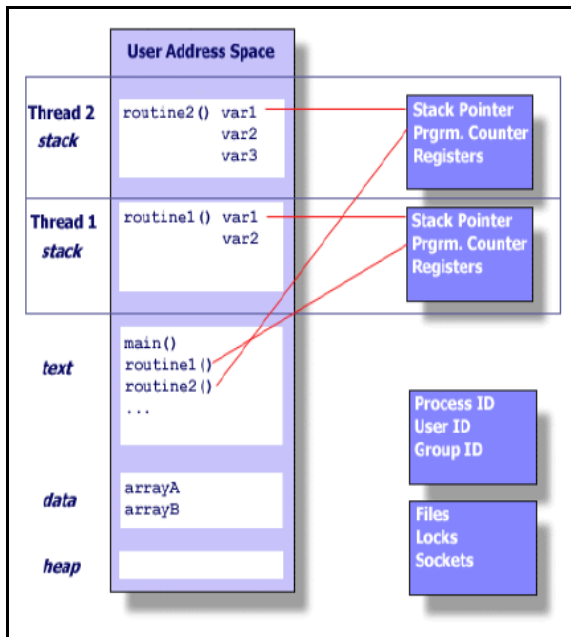 User Address Space
Thread 2
stack
routine2() var1
var2
var3
Stack Pointer
Prgrm. Counter
Registers
Thread 1
stack
routine1() var1
var2
Stack Pointer
Prgrm. Counter
Registers
text
main()
routine1()
routine2()
...
Process ID
User ID
Group ID
data
arrayA
arrayB
Files
Locks
Sockets
heap